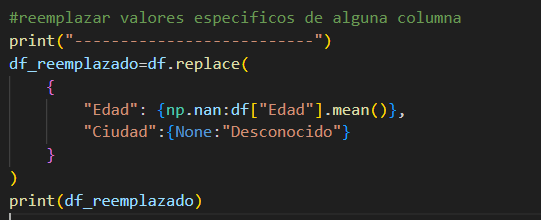 #reemplazar valores especificos de alguna columna
print("--------------------------")
df_reemplazado=df.replace(
    {
        "Edad": {np.nan:df["Edad"].mean()},
        "Ciudad":{None:"Desconocido"}
    }
)
print(df_reemplazado)